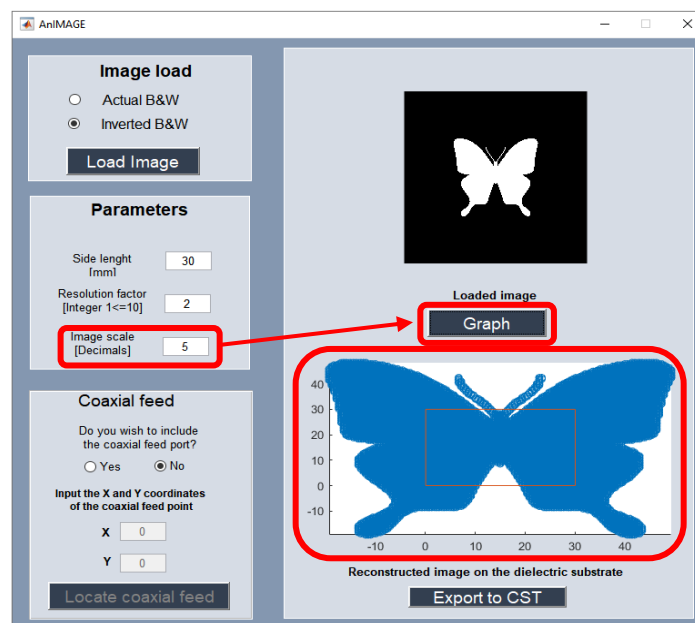 AnIMAGE
Image load
Actual B&W
Inverted B&W
Load Image
Parameters
Side lenght
[mm]
30
Resolution factor
[Integer 1<=10]
2
Image scale
[Decimals]
5
Coaxial feed
Do you wish to include
the coaxial feed port?
Yes
No
Input the X and Y coordinates
of the coaxial feed point
X
0
Y
0
Locate coaxial feed
Loaded image
Graph
40
30
20
10
0
-10
-10
0
10
20
30
40
Reconstructed image on the dielectric substrate
Export to CST